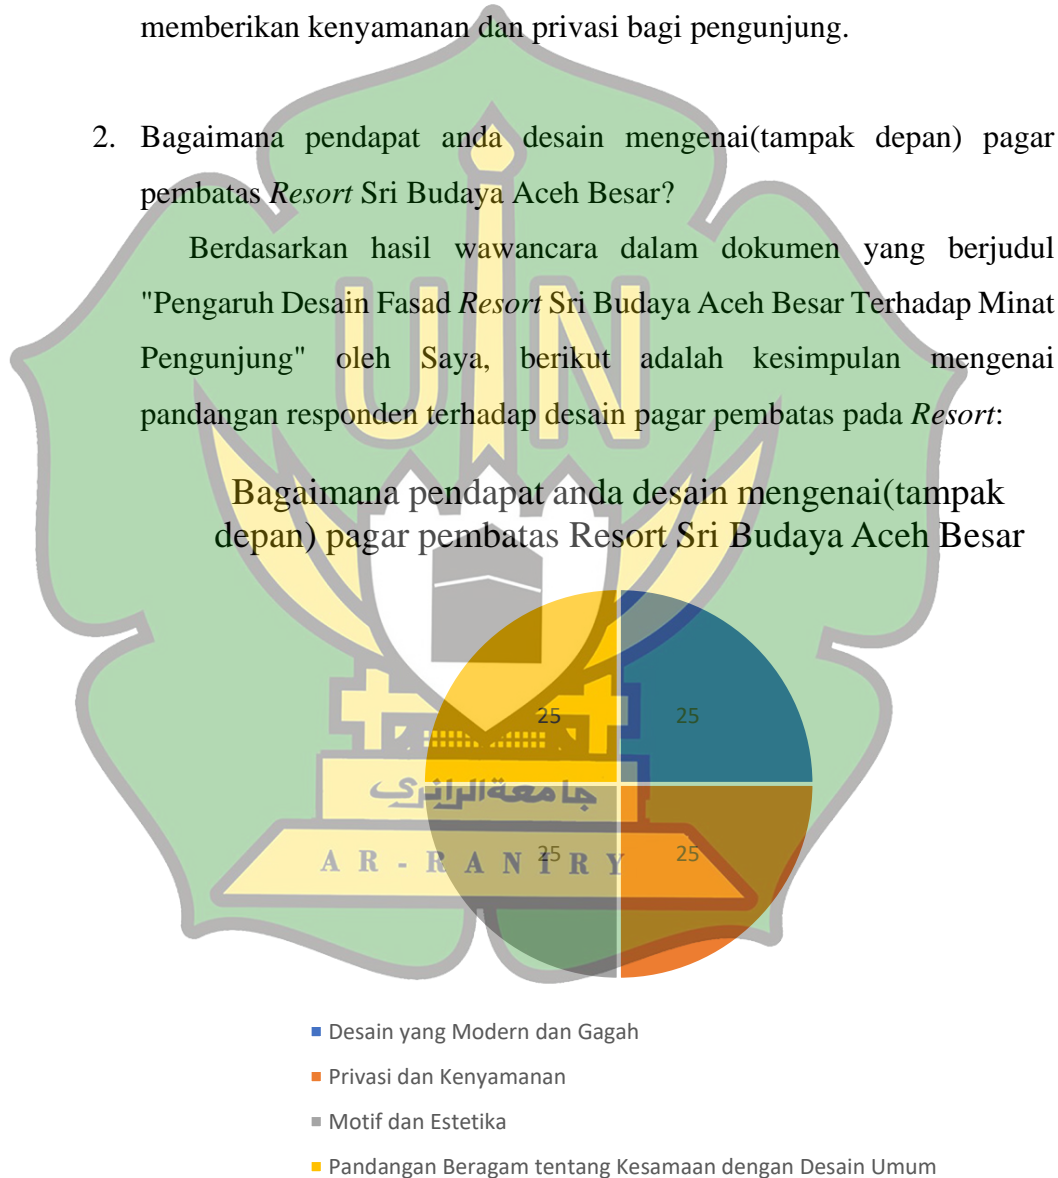 memberikan kenyamanan dan privasi bagi pengunjung.
2. Bagaimana pendapat anda desain mengenai(tampak depan) pagar
pembatas Resort Sri Budaya Aceh Besar?
Berdasarkan hasil wawancara dalam dokumen yang berjudul
"Pengaruh Desain Fasad Resort Sri Budaya Aceh Besar Terhadap Minat
Pengunjung" oleh Saya, berikut adalah kesimpulan mengenai
pandangan responden terhadap desain pagar pembatas pada Resort:
Bagaimana pendapat anda desain mengenai(tampak
depan) pagar pembatas Resort Sri Budaya Aceh Besar
25 25
25 25
Desain yang Modern dan Gagah
Privasi dan Kenyamanan
Motif dan Estetika
Pandangan Beragam tentang Kesamaan dengan Desain Umum
UIN
جامعة الرانري
AR-RANIRY